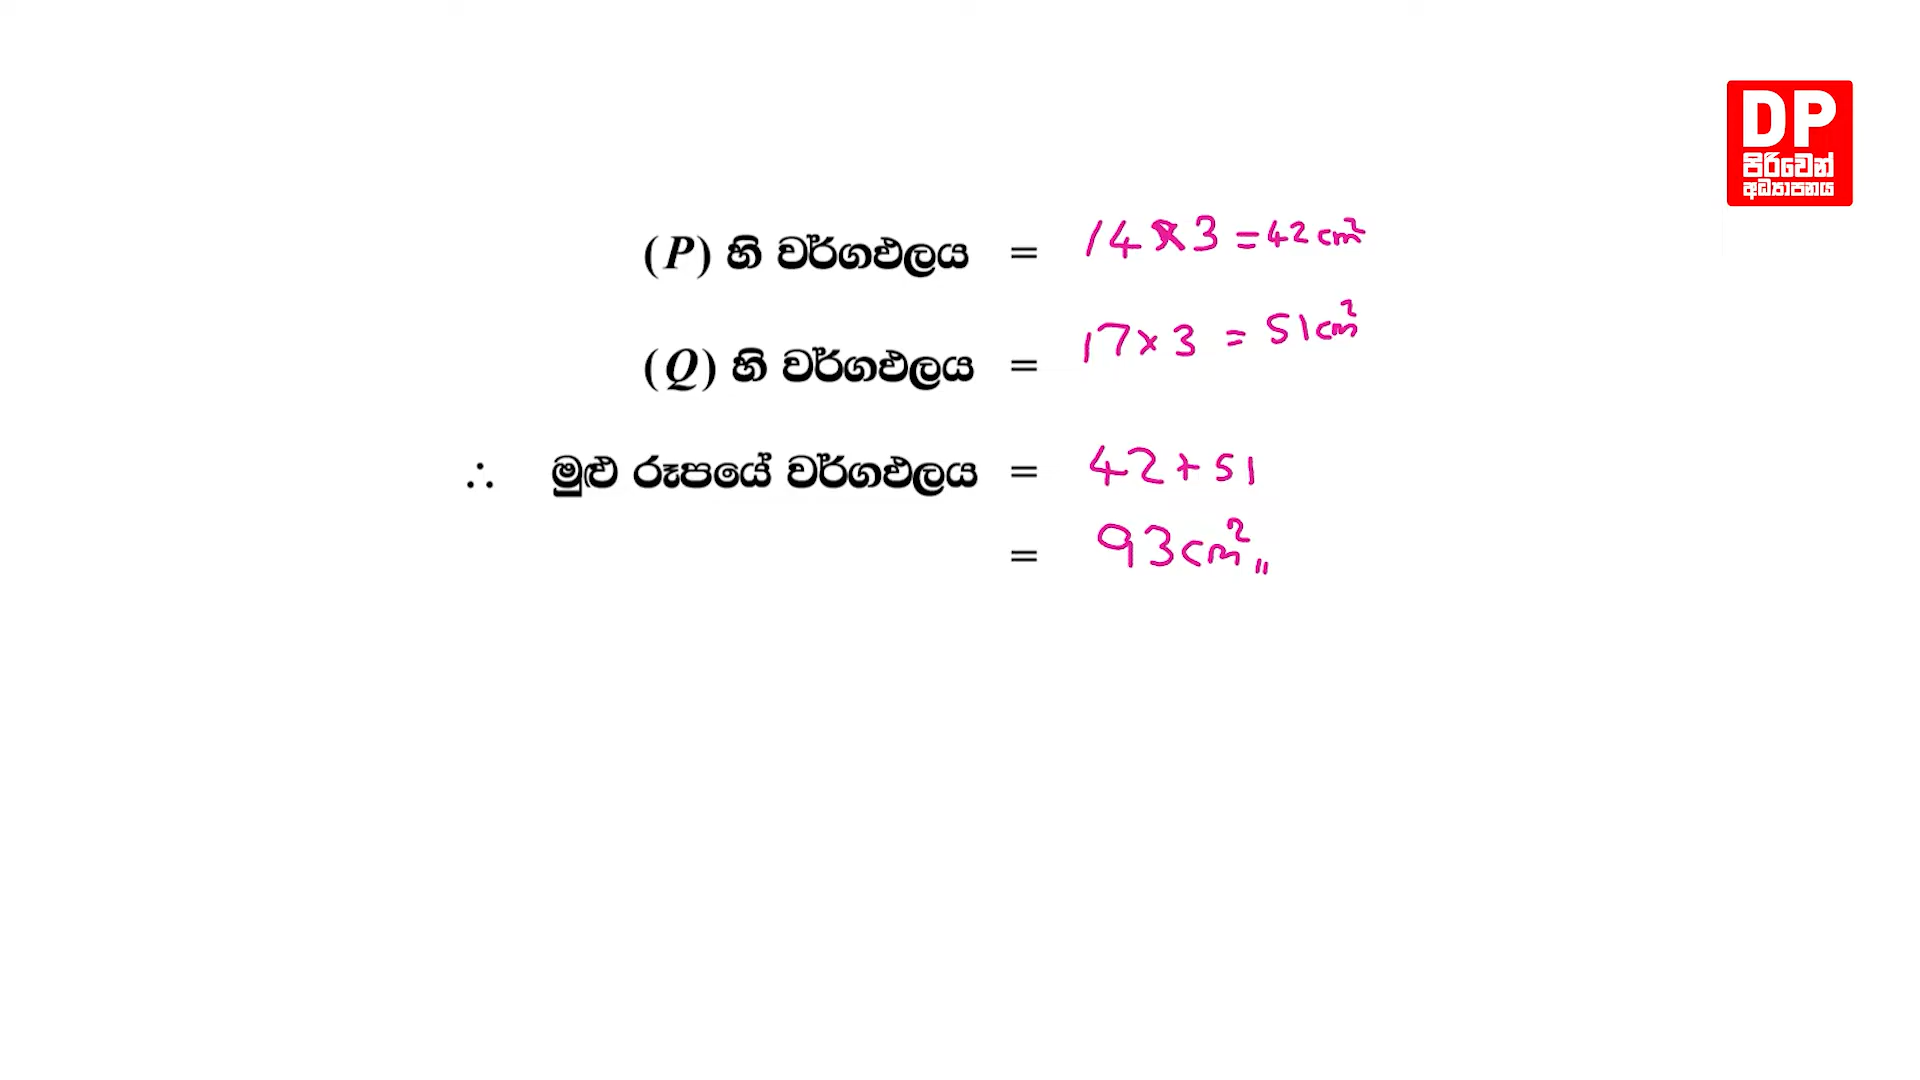 DP
පිරිවෙන්
අධ්‍යාපනය
(P) හි වර්ගඵලය = 14 × 3 = 42 cm²
(Q) හි වර්ගඵලය = 17 × 3 = 51 cm²
∴ මුළු රූපයේ වර්ගඵලය = 42 + 51
= 93 cm² ,,